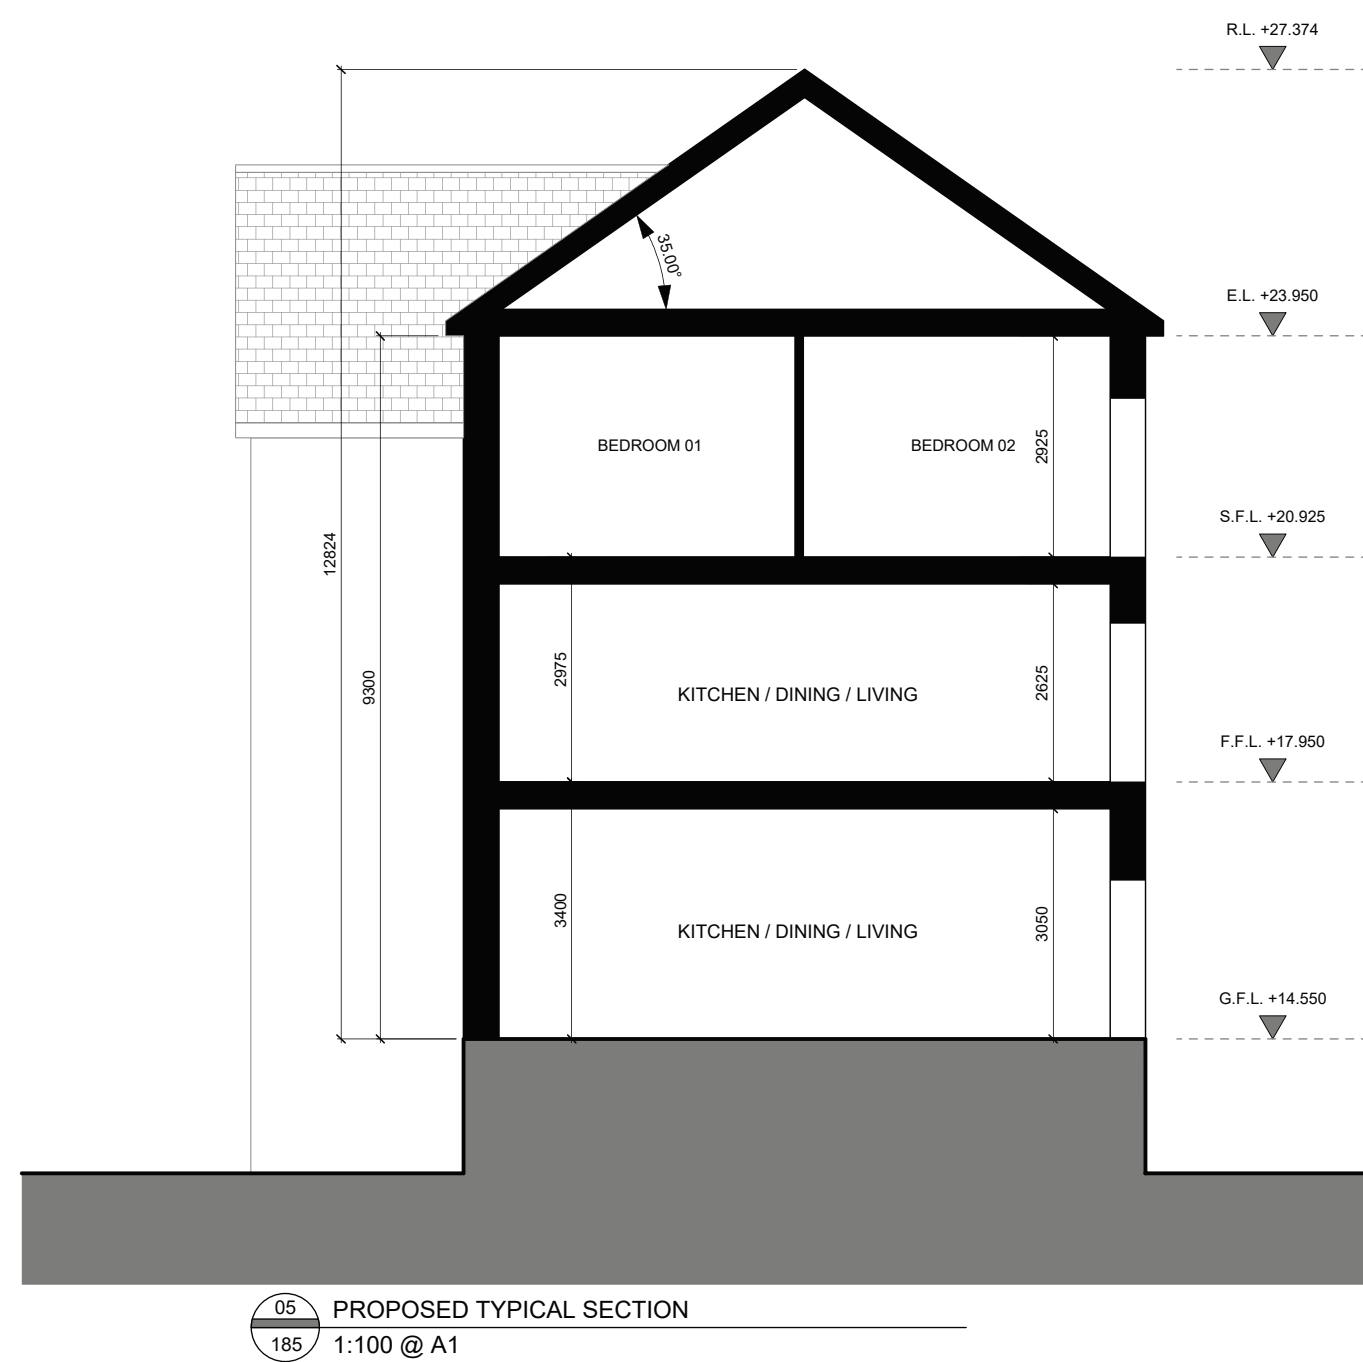 R.L. +27.374
35.00°
E.L. +23.950
BEDROOM 01
BEDROOM 02
2925
S.F.L. +20.925
12824
9300
2975
KITCHEN / DINING / LIVING
2625
F.F.L. +17.950
3400
KITCHEN / DINING / LIVING
3050
G.F.L. +14.550
05
PROPOSED TYPICAL SECTION
185
1:100 @ A1